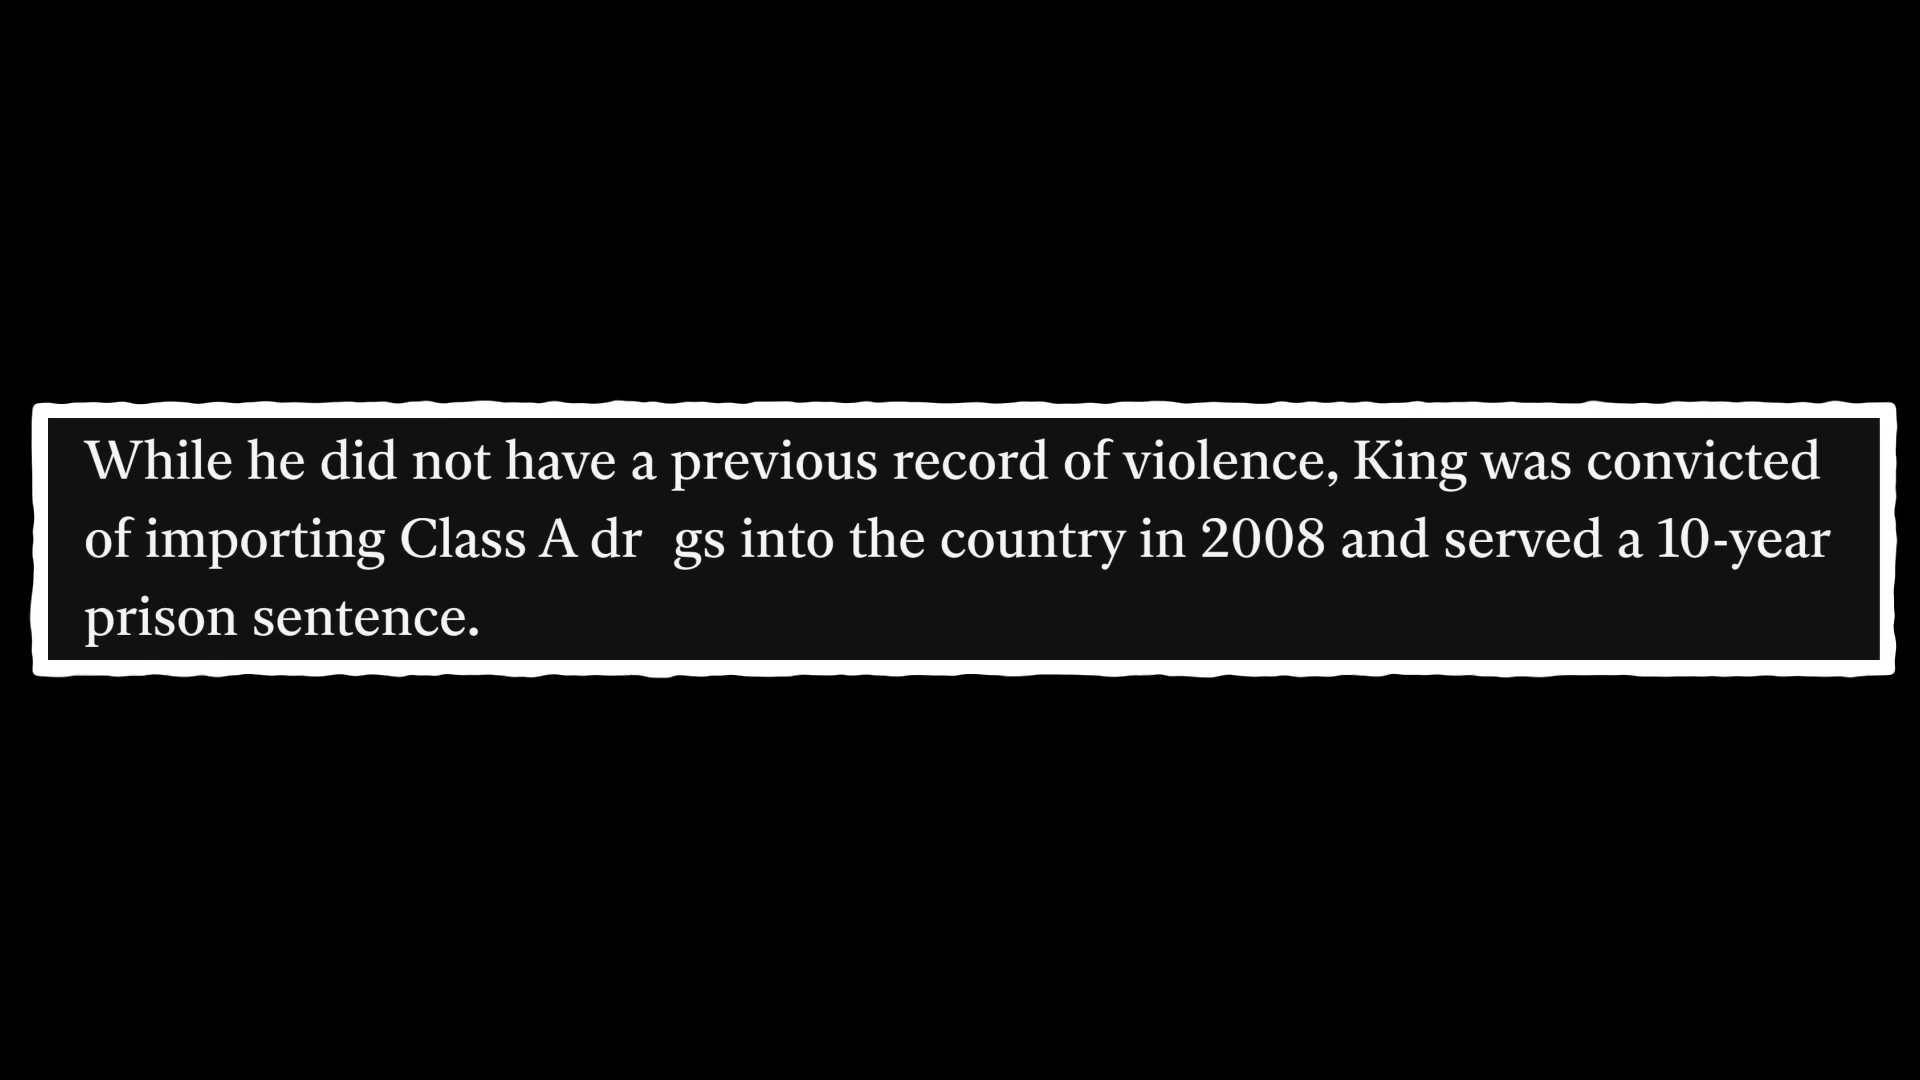 While he did not have a previous record of violence, King was convicted
of importing Class A dr gs into the country in 2008 and served a 10-year
prison sentence.